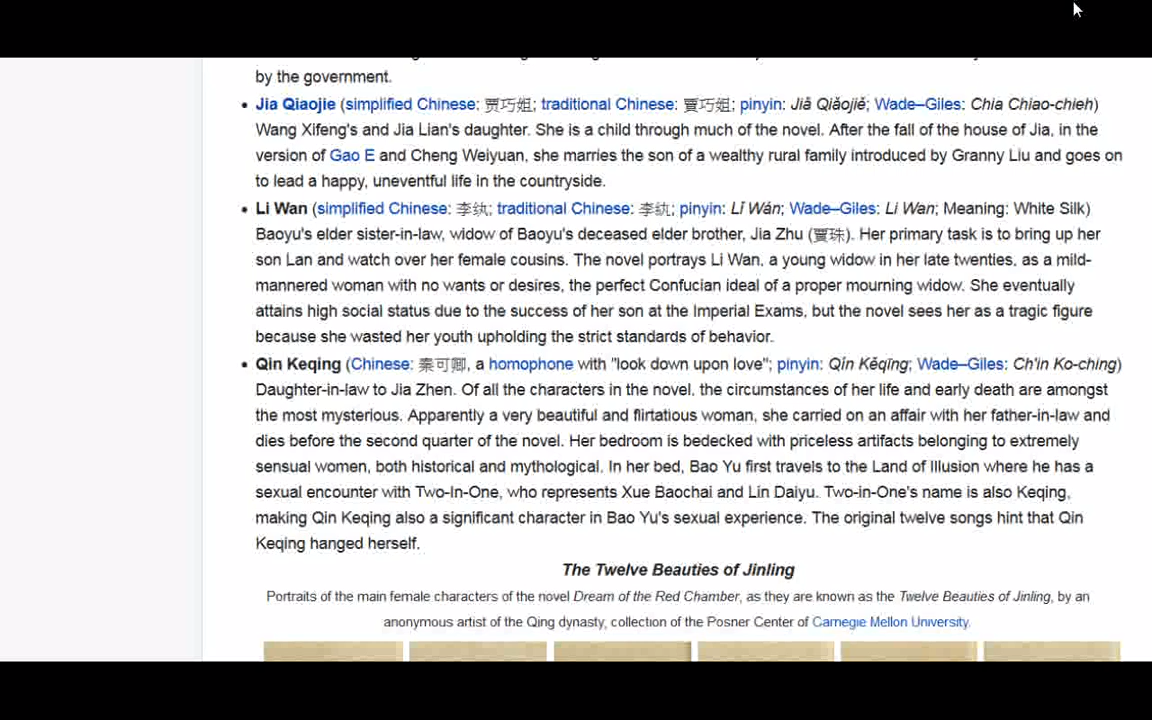 by the government.
• Jia Qiaojie (simplified Chinese: 贾巧姐; traditional Chinese: 賈巧姐; pinyin: Jiǎ Qiǎojiě; Wade–Giles: Chia Chiao-chieh)
Wang Xifeng's and Jia Lian's daughter. She is a child through much of the novel. After the fall of the house of Jia, in the
version of Gao E and Cheng Weiyuan, she marries the son of a wealthy rural family introduced by Granny Liu and goes on
to lead a happy, uneventful life in the countryside.
• Li Wan (simplified Chinese: 李纨; traditional Chinese: 李紈; pinyin: Lǐ Wán; Wade–Giles: Li Wan; Meaning: White Silk)
Baoyu's elder sister-in-law, widow of Baoyu's deceased elder brother, Jia Zhu (賈珠). Her primary task is to bring up her
son Lan and watch over her female cousins. The novel portrays Li Wan, a young widow in her late twenties, as a mild-
mannered woman with no wants or desires, the perfect Confucian ideal of a proper mourning widow. She eventually
attains high social status due to the success of her son at the Imperial Exams, but the novel sees her as a tragic figure
because she wasted her youth upholding the strict standards of behavior.
• Qin Keqing (Chinese: 秦可卿, a homophone with "look down upon love"; pinyin: Qín Kěqīng; Wade–Giles: Ch'in Ko-ching)
Daughter-in-law to Jia Zhen. Of all the characters in the novel, the circumstances of her life and early death are amongst
the most mysterious. Apparently a very beautiful and flirtatious woman, she carried on an affair with her father-in-law and
dies before the second quarter of the novel. Her bedroom is bedecked with priceless artifacts belonging to extremely
sensual women, both historical and mythological. In her bed, Bao Yu first travels to the Land of Illusion where he has a
sexual encounter with Two-In-One, who represents Xue Baochai and Lin Daiyu. Two-in-One's name is also Keqing,
making Qin Keqing also a significant character in Bao Yu's sexual experience. The original twelve songs hint that Qin
Keqing hanged herself.
The Twelve Beauties of Jinling
Portraits of the main female characters of the novel Dream of the Red Chamber, as they are known as the Twelve Beauties of Jinling, by an
anonymous artist of the Qing dynasty, collection of the Posner Center of Carnegie Mellon University.